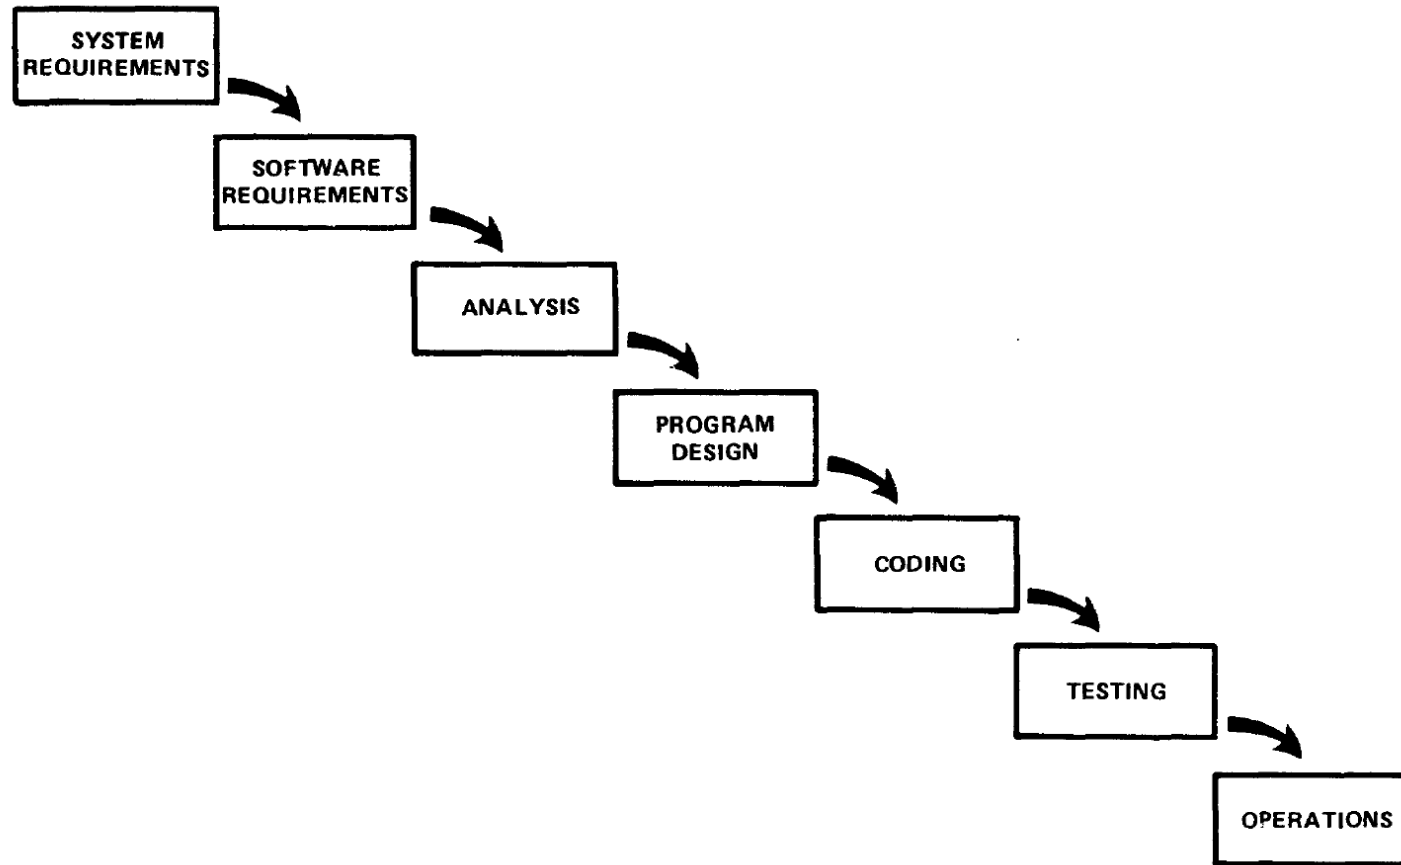 SYSTEM
REQUIREMENTS
SOFTWARE
REQUIREMENTS
ANALYSIS
PROGRAM
DESIGN
CODING
TESTING
OPERATIONS